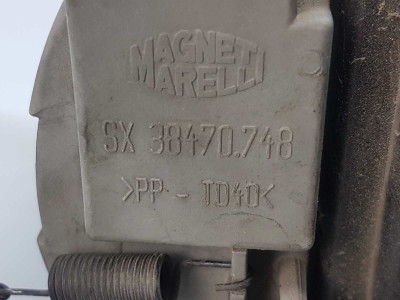 MAGNETI
MARELLI
SX 38470.748
>PP - TD40<